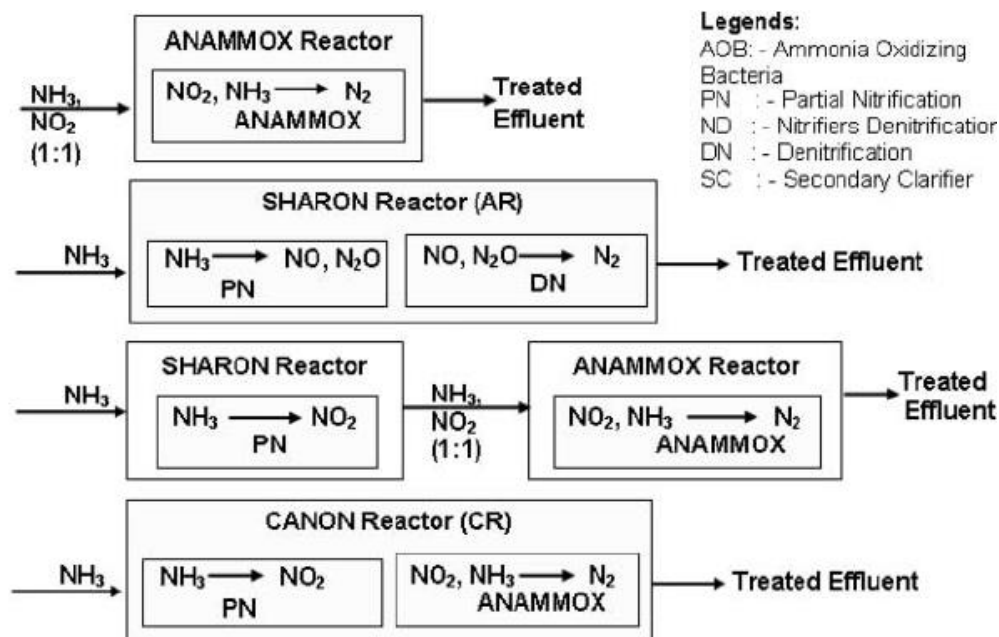 ANAMMOX Reactor
NH₃,
NO₂
(1:1)
NO₂, NH₃ → N₂
ANAMMOX
Treated
Effluent
Legends:
AOB: - Ammonia Oxidizing
Bacteria
PN : - Partial Nitrification
ND : - Nitrifiers Denitrification
DN : - Denitrification
SC : - Secondary Clarifier
SHARON Reactor (AR)
NH₃
NH₃ → NO, N₂O
PN
NO, N₂O → N₂
DN
Treated Effluent
SHARON Reactor
NH₃
NH₃ → NO₂
PN
NH₃,
NO₂
(1:1)
ANAMMOX Reactor
NO₂, NH₃ → N₂
ANAMMOX
Treated
Effluent
CANON Reactor (CR)
NH₃
NH₃ → NO₂
PN
NO₂, NH₃ → N₂
ANAMMOX
Treated Effluent